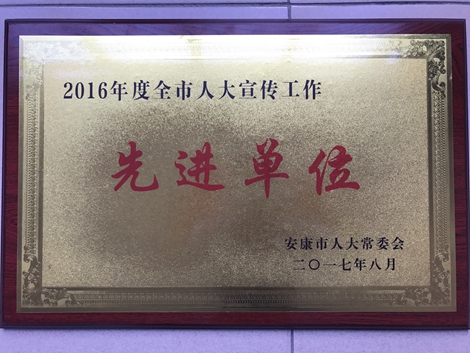 2016年度全市人大宣传工作
先进单位
安康市人大常委会
二〇一七年八月